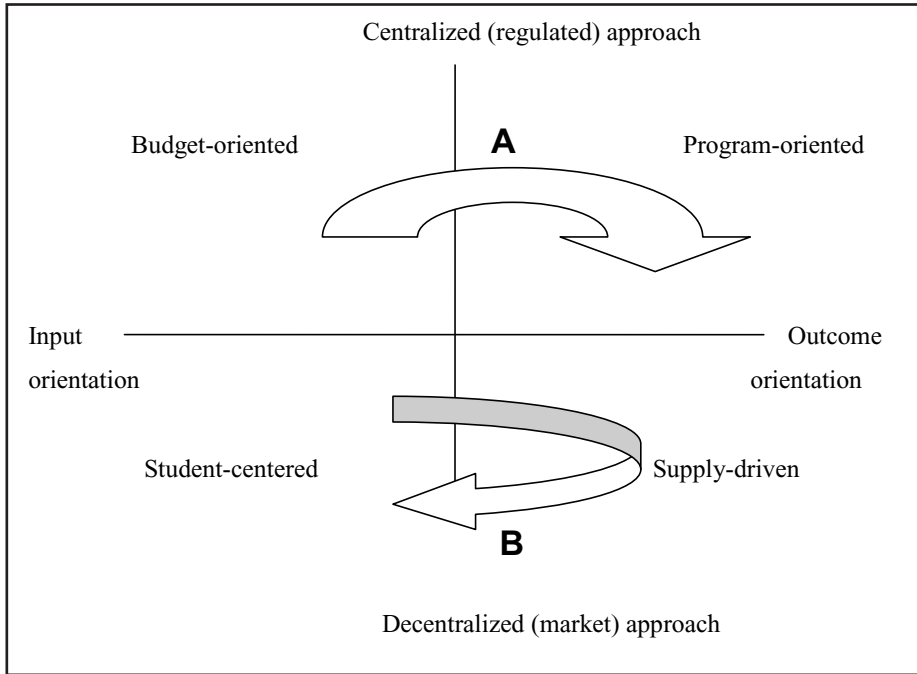 Centralized (regulated) approach
Budget-oriented
A
Program-oriented
Input
orientation
Outcome
orientation
Student-centered
Supply-driven
B
Decentralized (market) approach